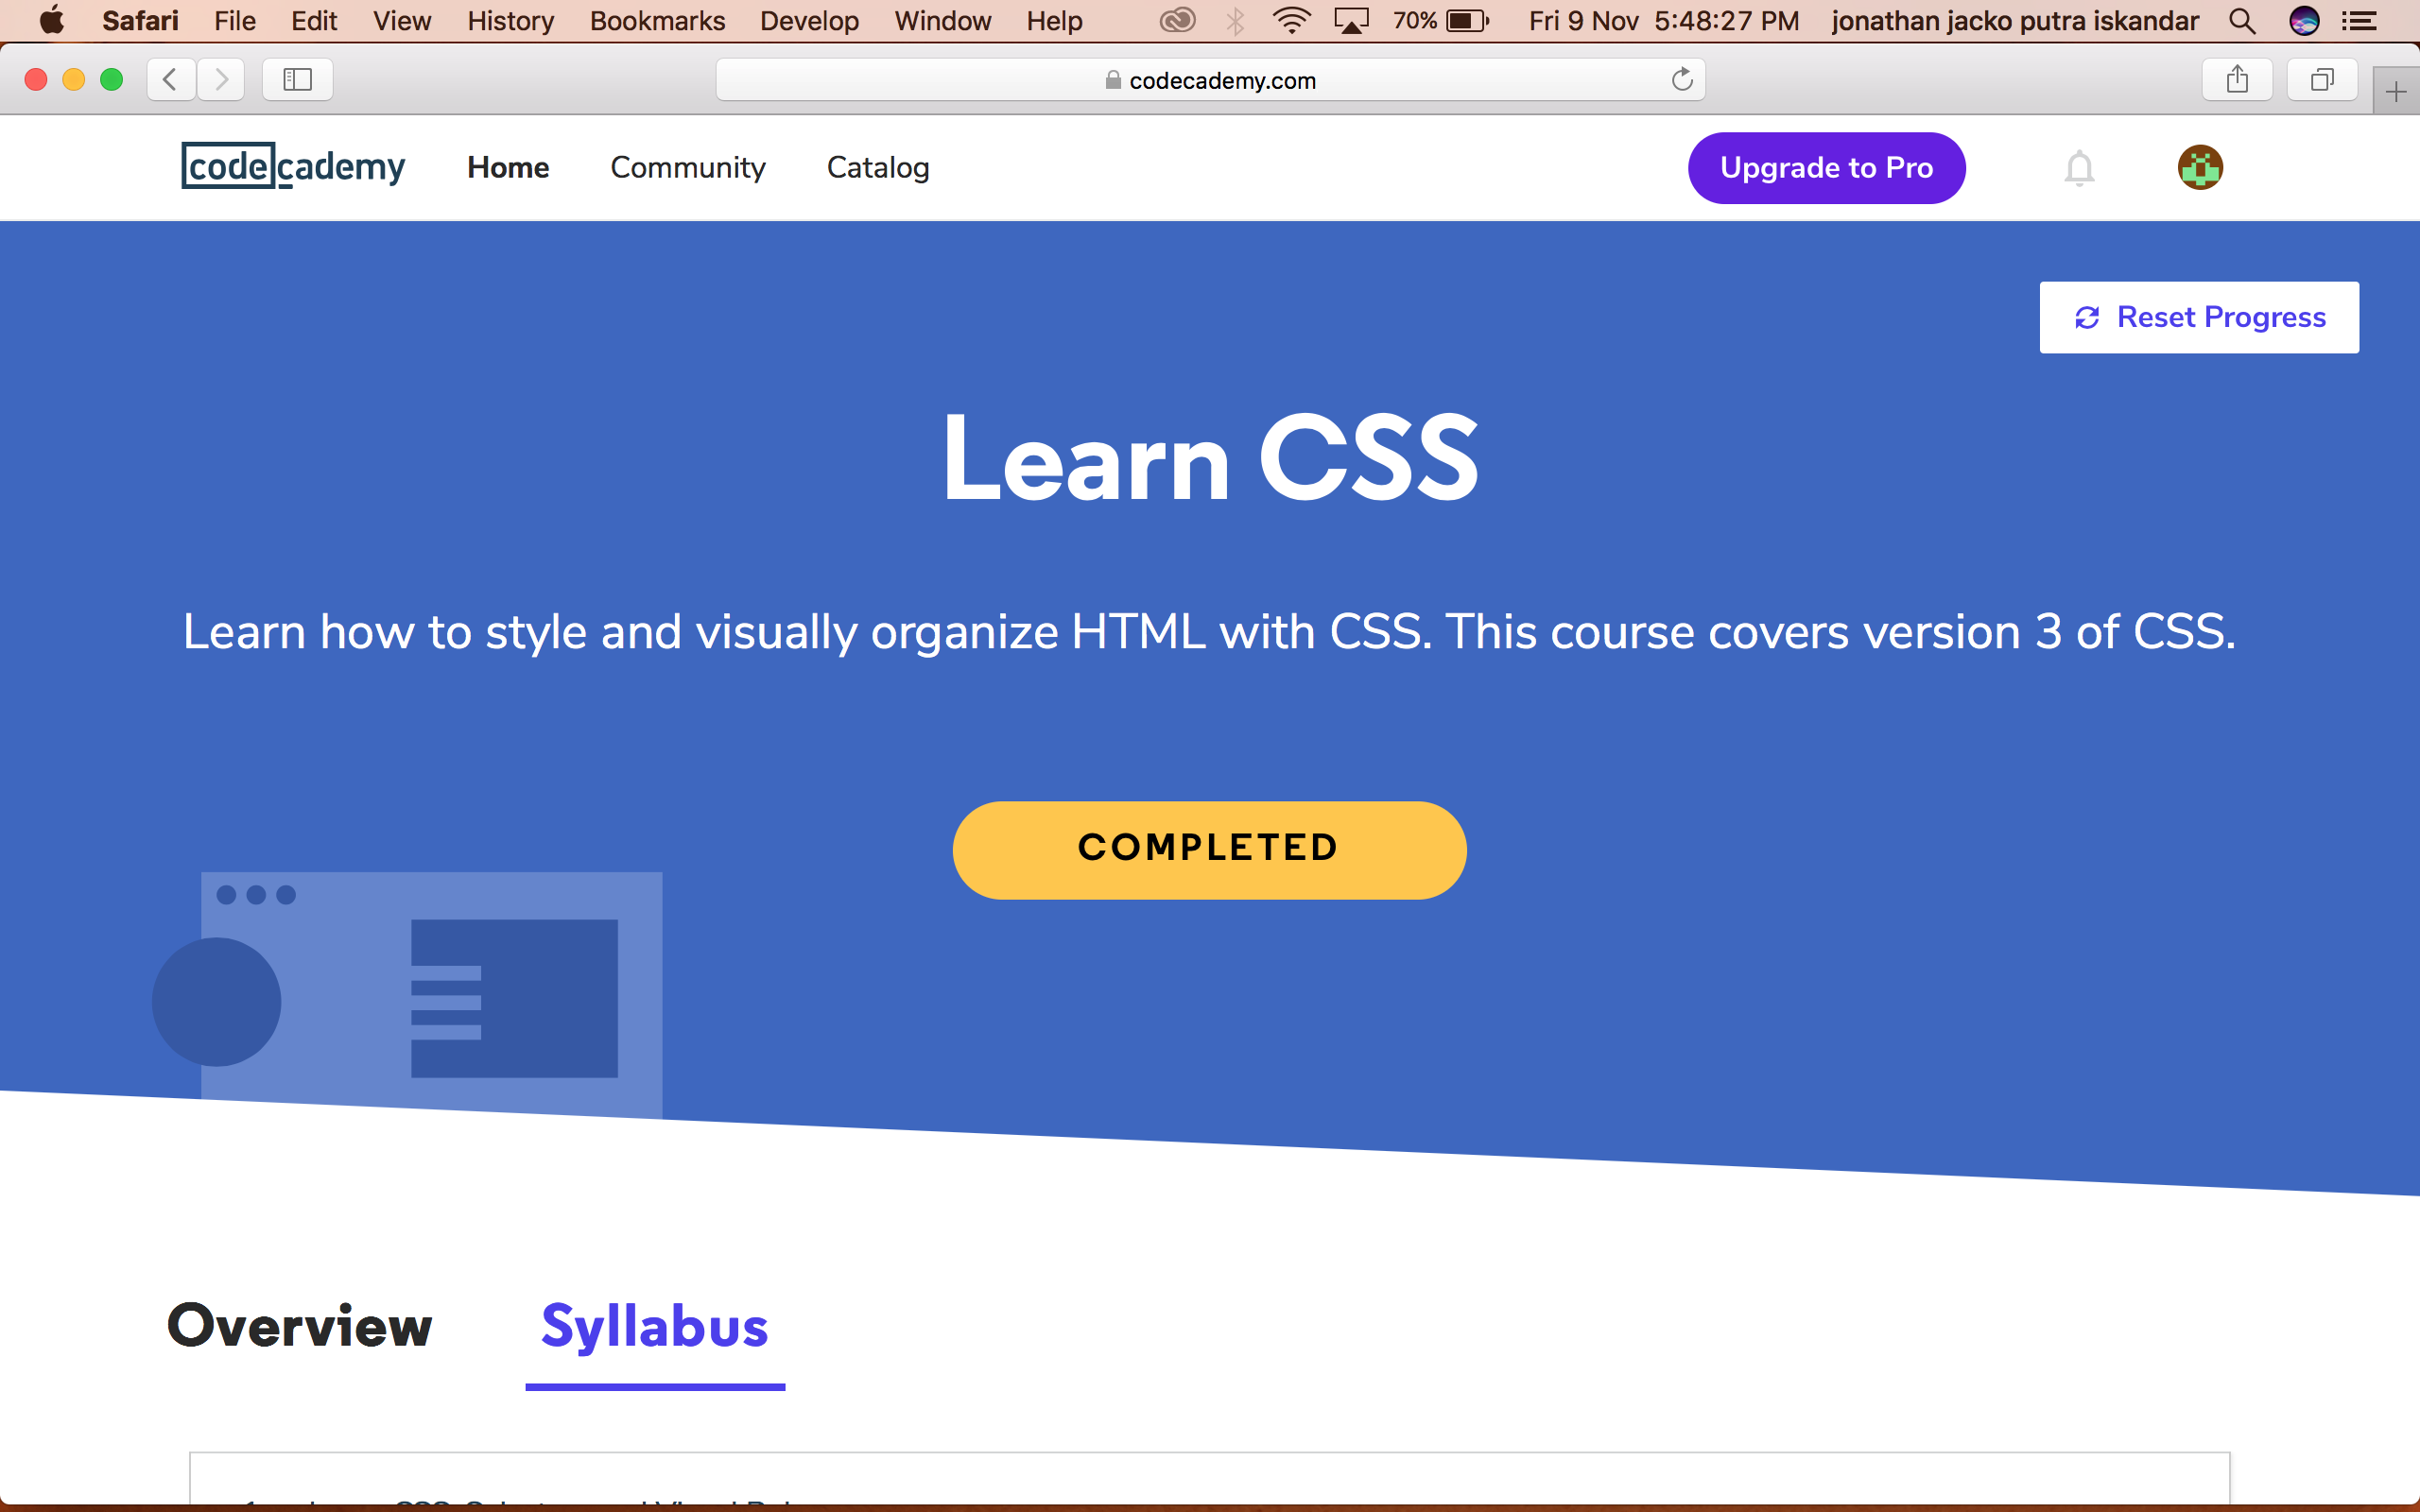 Safari File Edit View History Bookmarks Develop Window Help 70% Fri 9 Nov 5:48:27 PM jonathan jacko putra iskandar
codecademy.com
codecademy Home Community Catalog Upgrade to Pro
Reset Progress
Learn CSS
Learn how to style and visually organize HTML with CSS. This course covers version 3 of CSS.
COMPLETED
Overview Syllabus